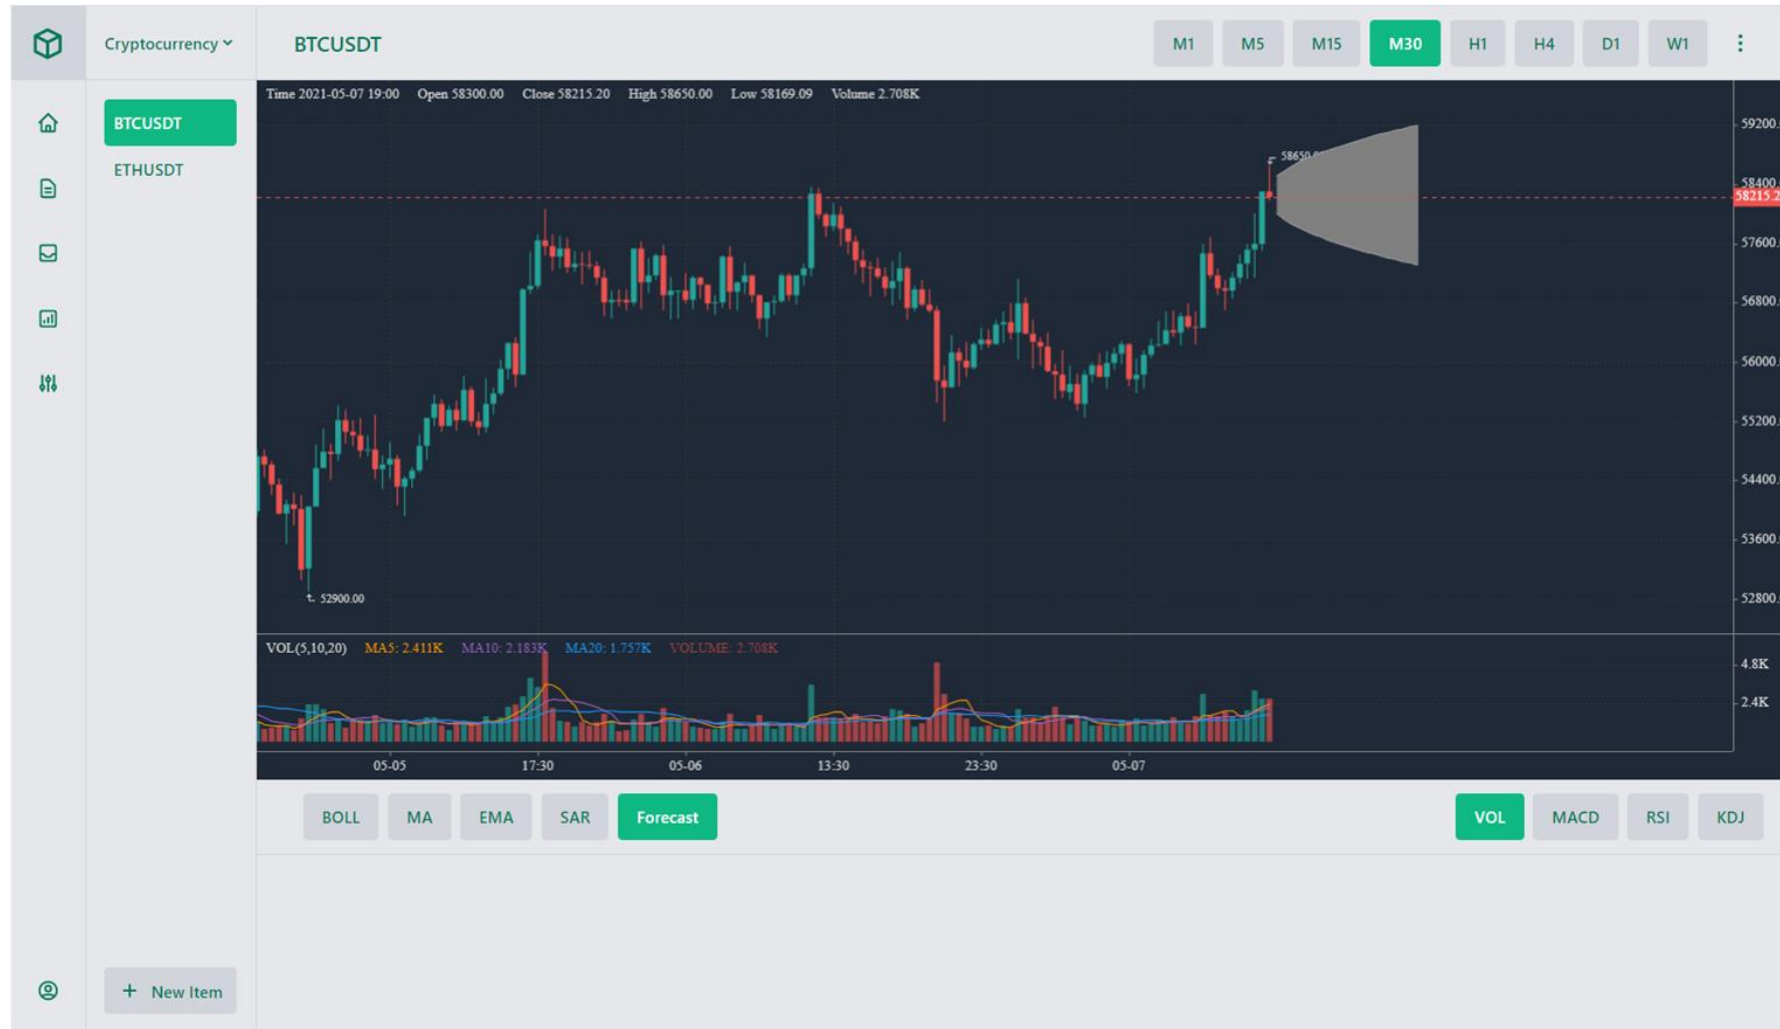 Cryptocurrency
BTCUSDT
M1 M5 M15 M30 H1 H4 D1 W1
BTCUSDT
ETHUSDT
Time 2021-05-07 19:00 Open 58300.00 Close 58215.20 High 58650.00 Low 58169.09 Volume 2.708K
59200.
58650.
58400.
58215.2
57600.
56800.
56000.
55200.
54400.
53600.
52900.00
52800.
VOL(5,10,20) MA5: 2.411K MA10: 2.183K MA20: 1.757K VOLUME: 2.708K
4.8K
2.4K
05-05 17:30 05-06 13:30 23:30 05-07
BOLL MA EMA SAR Forecast VOL MACD RSI KDJ
+ New Item